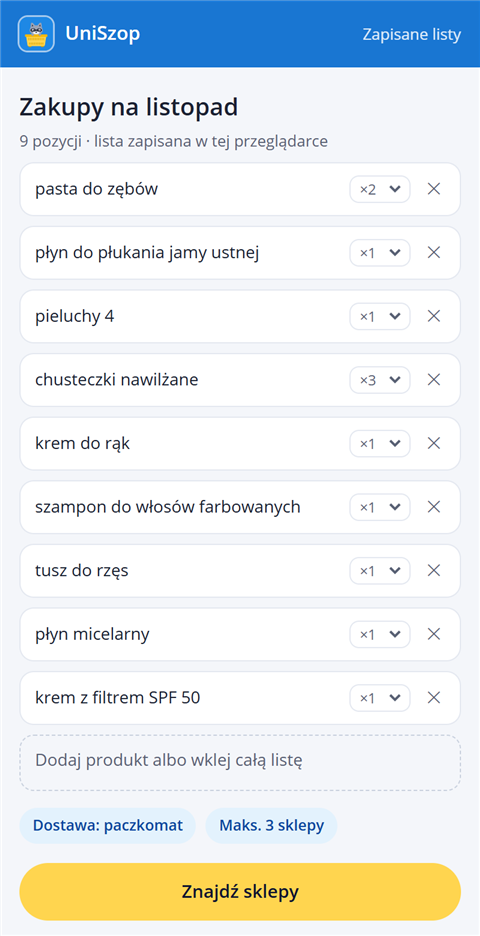 UniSzop
Zapisane listy
Zakupy na listopad
9 pozycji · lista zapisana w tej przeglądarce
pasta do zębów ×2
płyn do płukania jamy ustnej ×1
pieluchy 4 ×1
chusteczki nawilżane ×3
krem do rąk ×1
szampon do włosów farbowanych ×1
tusz do rzęs ×1
płyn micelarny ×1
krem z filtrem SPF 50 ×1
Dodaj produkt albo wklej całą listę
Dostawa: paczkomat
Maks. 3 sklepy
Znajdź sklepy